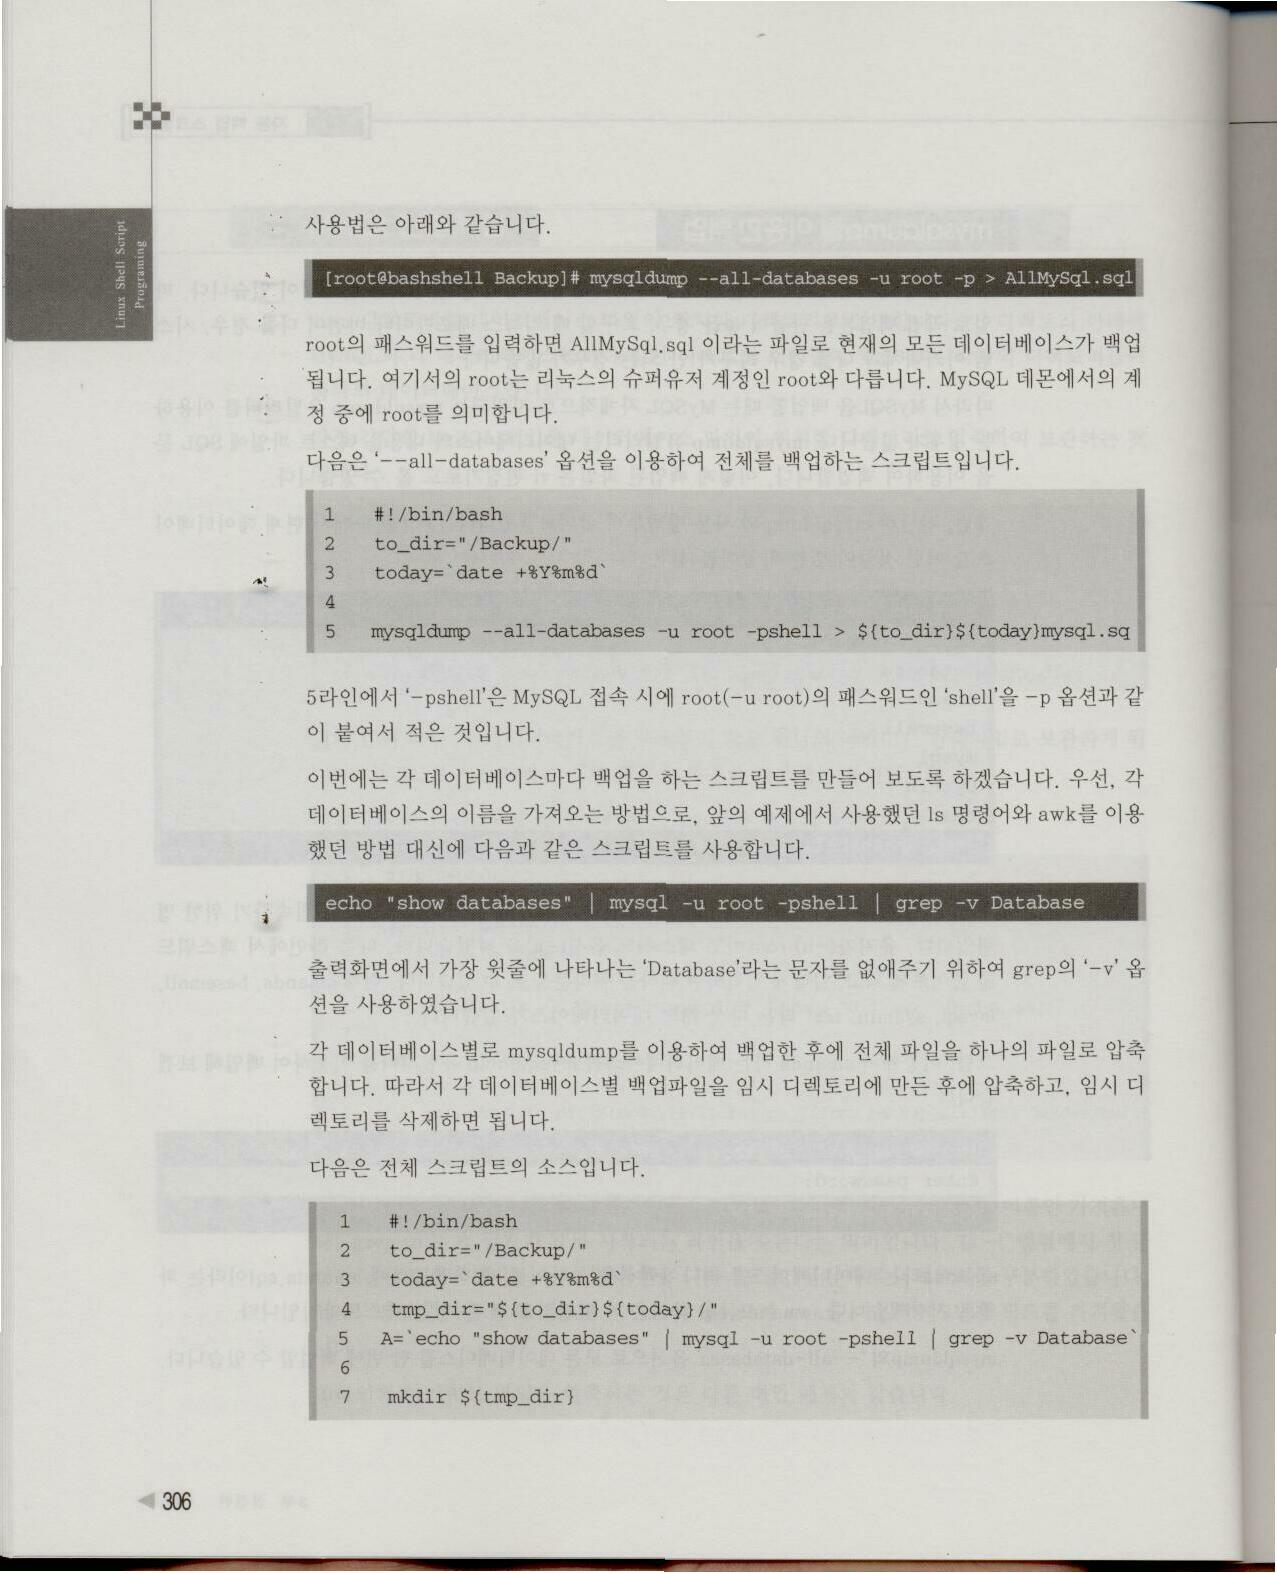 Linux Shell Script
Programing
사용법은 아래와 같습니다.
[root@bashshell Backup]# mysqldump --all-databases -u root -p > AllMySql.sql
root의 패스워드를 입력하면 AllMySql.sql 이라는 파일로 현재의 모든 데이터베이스가 백업
됩니다. 여기서의 root는 리눅스의 슈퍼유저 계정인 root와 다릅니다. MySQL 데몬에서의 계
정 중에 root를 의미합니다.
다음은 '--all-databases' 옵션을 이용하여 전체를 백업하는 스크립트입니다.
1 #!/bin/bash
2 to_dir="/Backup/"
3 today=`date +%Y%m%d`
4
5 mysqldump --all-databases -u root -pshell > ${to_dir}${today}mysql.sq
5라인에서 '-pshell'은 MySQL 접속 시에 root(-u root)의 패스워드인 'shell'을 -p 옵션과 같
이 붙여서 적은 것입니다.
이번에는 각 데이터베이스마다 백업을 하는 스크립트를 만들어 보도록 하겠습니다. 우선, 각
데이터베이스의 이름을 가져오는 방법으로, 앞의 예제에서 사용했던 ls 명령어와 awk를 이용
했던 방법 대신에 다음과 같은 스크립트를 사용합니다.
echo "show databases" | mysql -u root -pshell | grep -v Database
출력화면에서 가장 윗줄에 나타나는 'Database'라는 문자를 없애주기 위하여 grep의 '-v' 옵
션을 사용하였습니다.
각 데이터베이스별로 mysqldump를 이용하여 백업한 후에 전체 파일을 하나의 파일로 압축
합니다. 따라서 각 데이터베이스별 백업파일을 임시 디렉토리에 만든 후에 압축하고, 임시 디
렉토리를 삭제하면 됩니다.
다음은 전체 스크립트의 소스입니다.
1 #!/bin/bash
2 to_dir="/Backup/"
3 today=`date +%Y%m%d`
4 tmp_dir="${to_dir}${today}/"
5 A=`echo "show databases" | mysql -u root -pshell | grep -v Database`
6
7 mkdir ${tmp_dir}
306